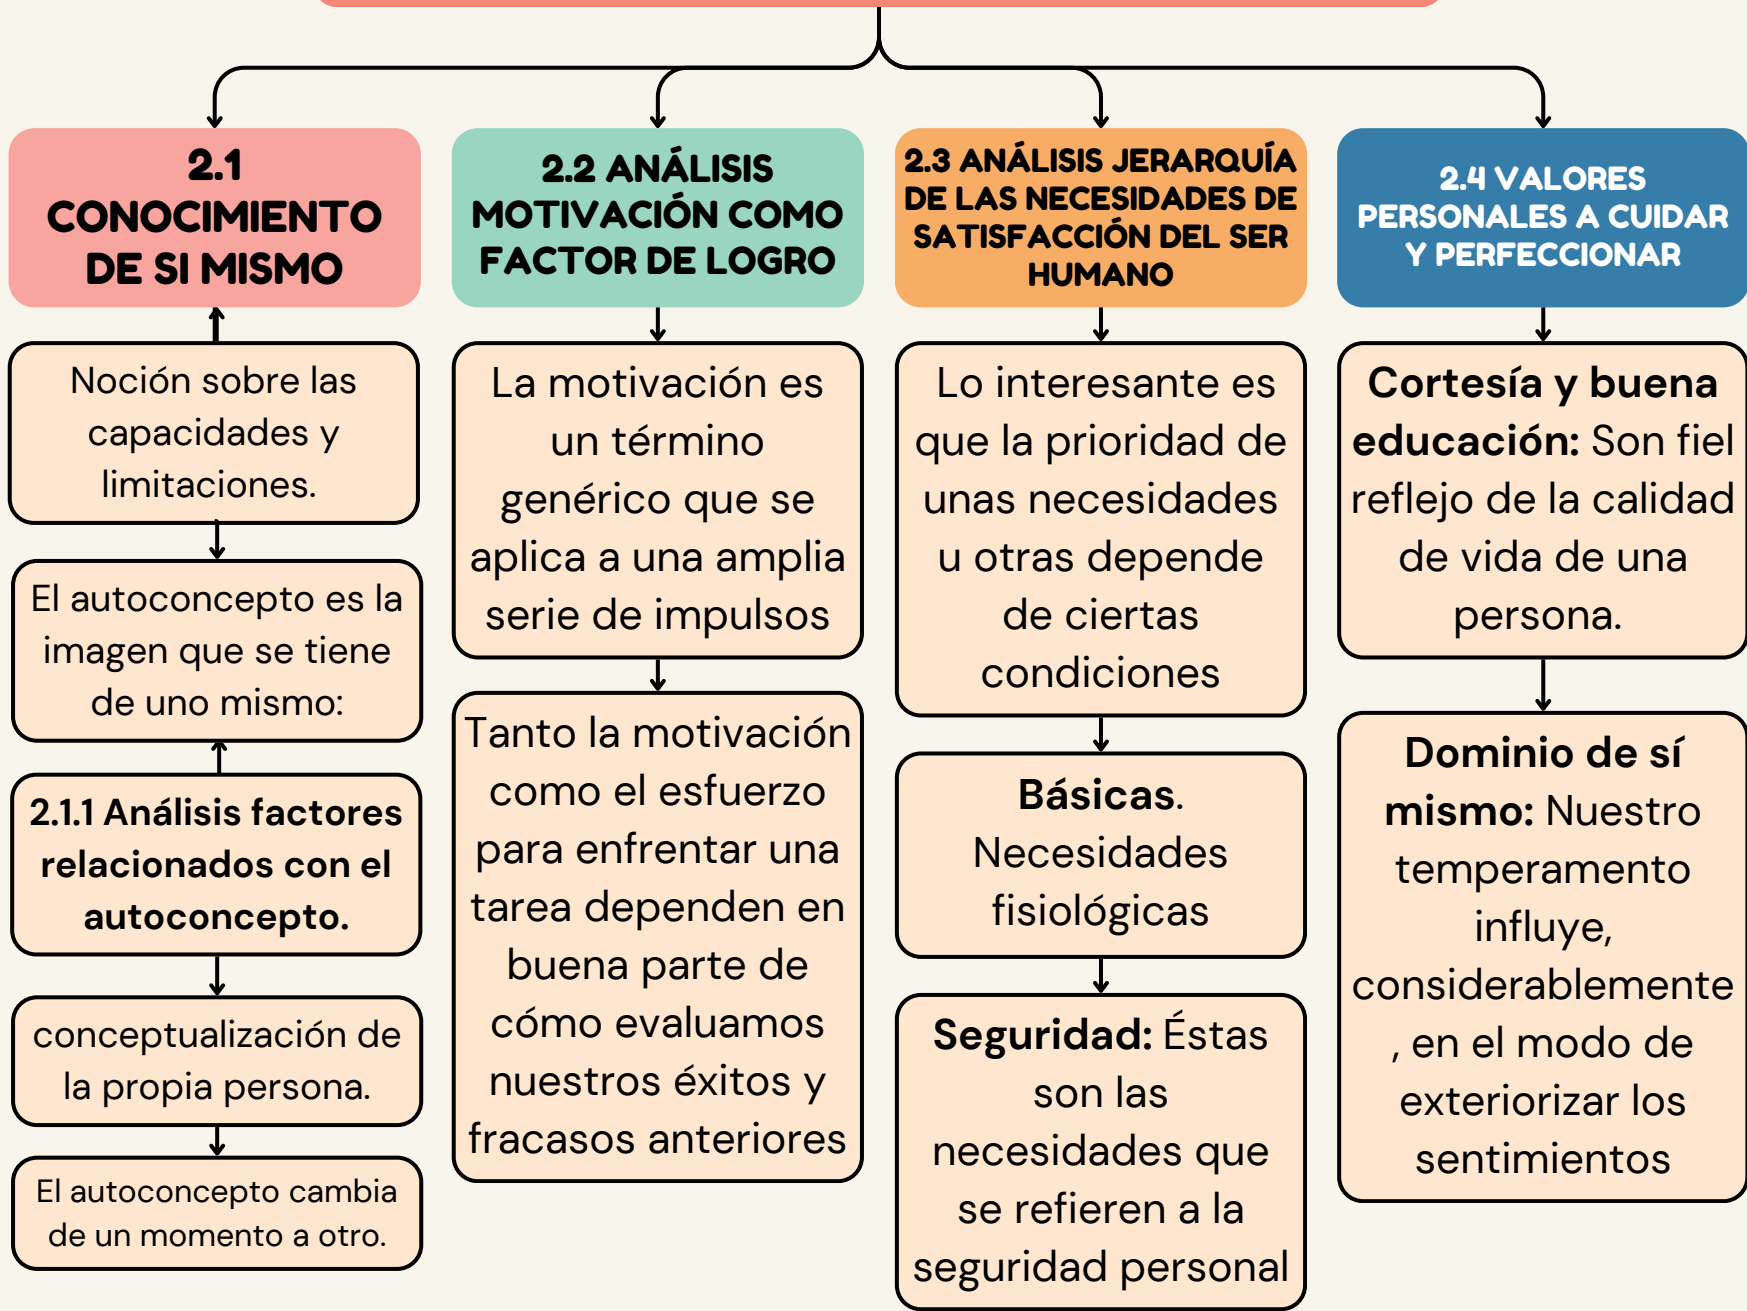 2.1
CONOCIMIENTO
DE SI MISMO
Noción sobre las
capacidades y
limitaciones.
El autoconcepto es la
imagen que se tiene
de uno mismo:
2.1.1 Análisis factores
relacionados con el
autoconcepto.
conceptualización de
la propia persona.
El autoconcepto cambia
de un momento a otro.
2.2 ANÁLISIS
MOTIVACIÓN COMO
FACTOR DE LOGRO
La motivación es
un término
genérico que se
aplica a una amplia
serie de impulsos
Tanto la motivación
como el esfuerzo
para enfrentar una
tarea dependen en
buena parte de
cómo evaluamos
nuestros éxitos y
fracasos anteriores
2.3 ANÁLISIS JERARQUÍA
DE LAS NECESIDADES DE
SATISFACCIÓN DEL SER
HUMANO
Lo interesante es
que la prioridad de
unas necesidades
u otras depende
de ciertas
condiciones
Básicas.
Necesidades
fisiológicas
Seguridad: Éstas
son las
necesidades que
se refieren a la
seguridad personal
2.4 VALORES
PERSONALES A CUIDAR
Y PERFECCIONAR
Cortesía y buena
educación: Son fiel
reflejo de la calidad
de vida de una
persona.
Dominio de sí
mismo: Nuestro
temperamento
influye,
considerablemente
, en el modo de
exteriorizar los
sentimientos